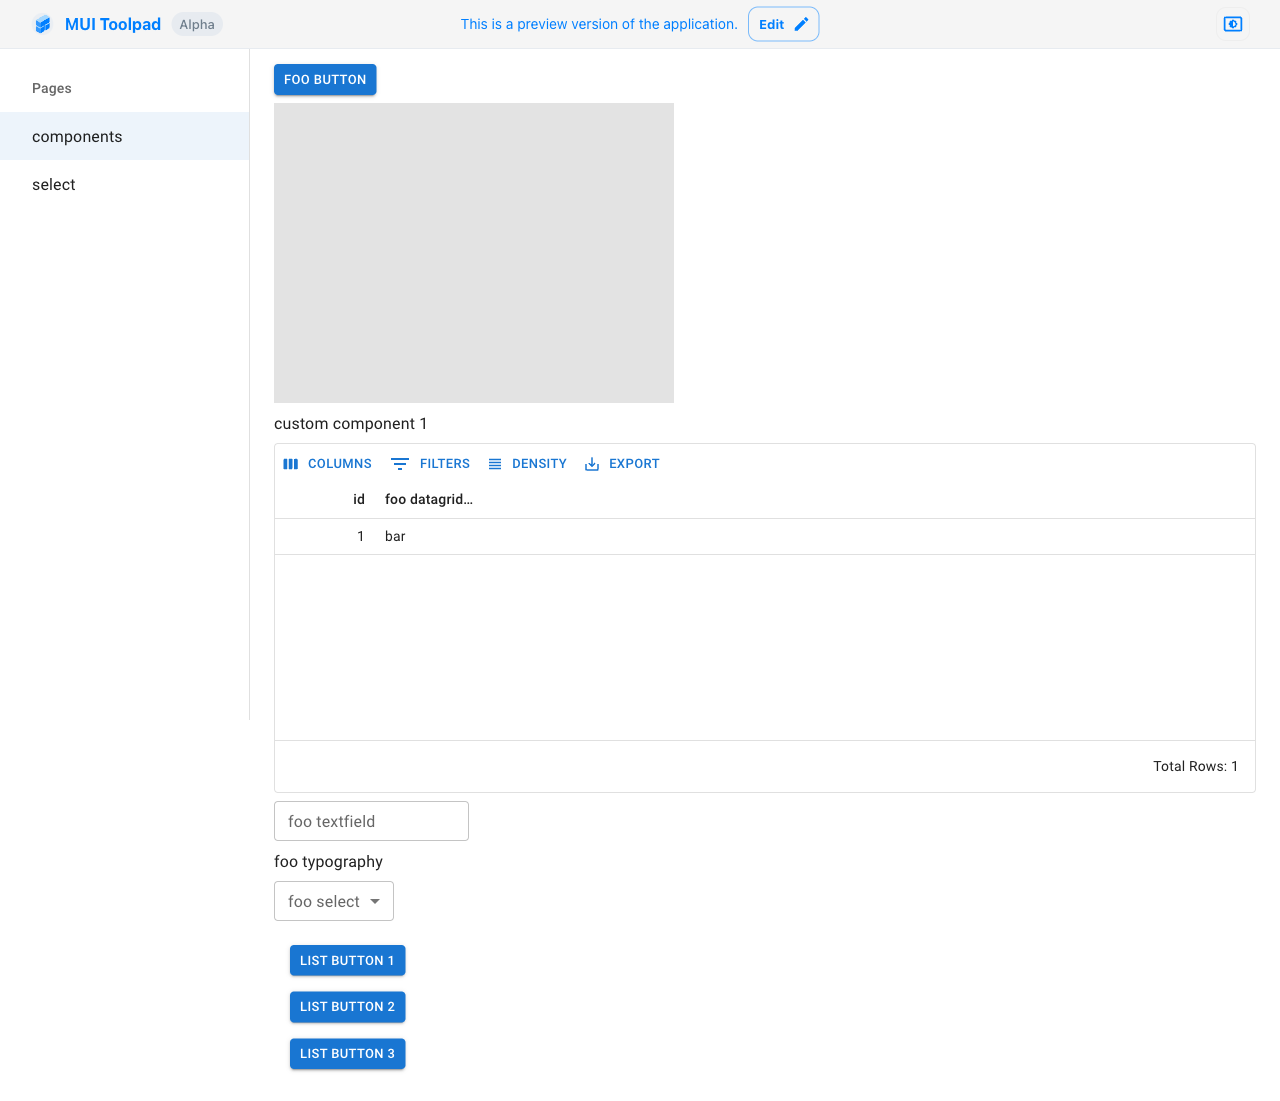 MUI Toolpad Alpha This is a preview version of the application. Edit
Pages
components
select
FOO BUTTON
custom component 1
COLUMNS FILTERS DENSITY EXPORT
id foo datagrid…
1 bar
Total Rows: 1
foo textfield
foo typography
foo select
LIST BUTTON 1
LIST BUTTON 2
LIST BUTTON 3